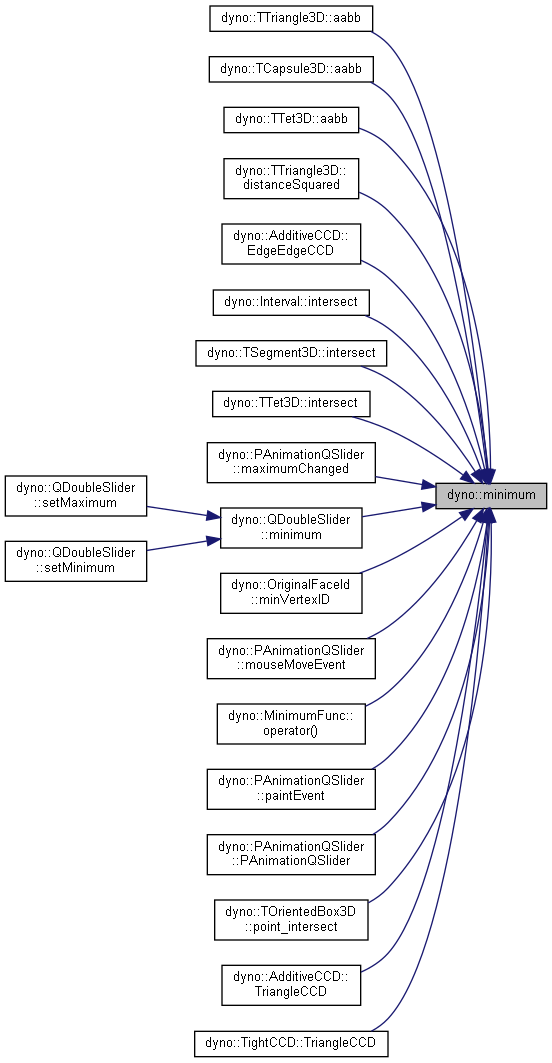 dyno::TTriangle3D::aabb
dyno::TCapsule3D::aabb
dyno::TTet3D::aabb
dyno::TTriangle3D::
distanceSquared
dyno::AdditiveCCD::
EdgeEdgeCCD
dyno::Interval::intersect
dyno::TSegment3D::intersect
dyno::TTet3D::intersect
dyno::PAnimationQSlider
::maximumChanged
dyno::QDoubleSlider
::setMaximum
dyno::minimum
dyno::QDoubleSlider
::minimum
dyno::QDoubleSlider
::setMinimum
dyno::OriginalFaceId
::minVertexID
dyno::PAnimationQSlider
::mouseMoveEvent
dyno::MinimumFunc::
operator()
dyno::PAnimationQSlider
::paintEvent
dyno::PAnimationQSlider
::PAnimationQSlider
dyno::TOrientedBox3D
::point_intersect
dyno::AdditiveCCD::
TriangleCCD
dyno::TightCCD::TriangleCCD